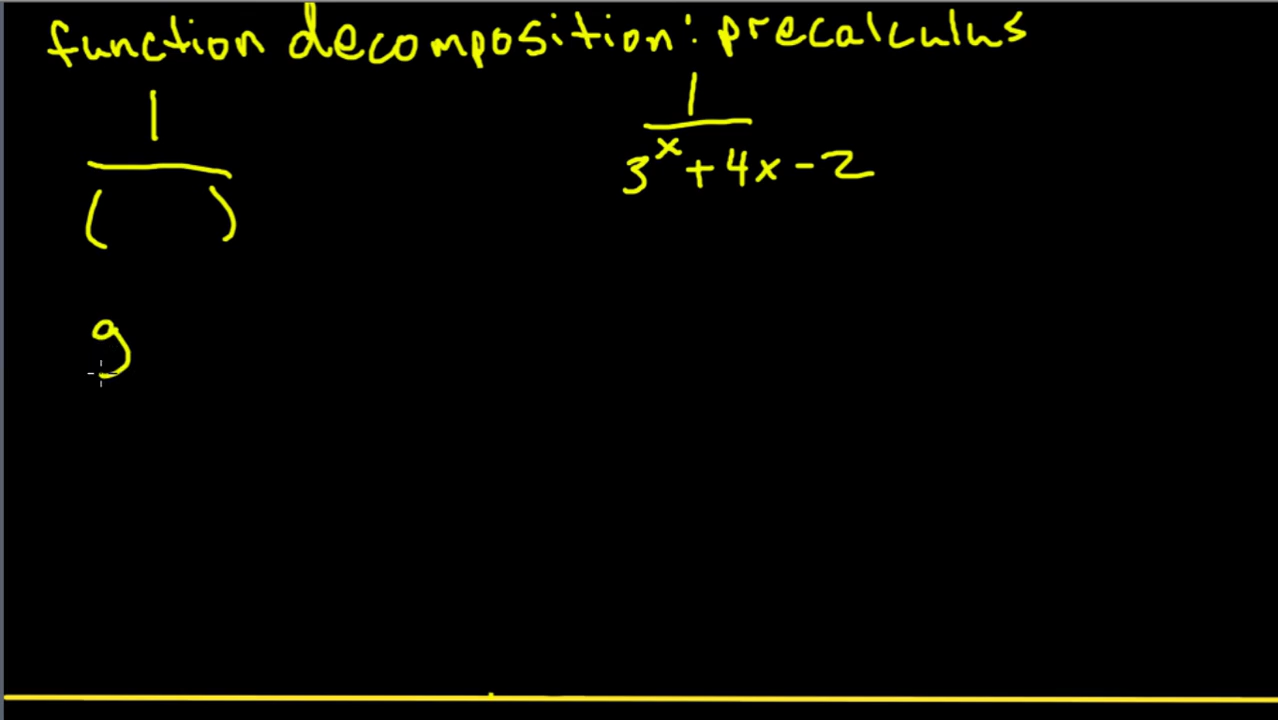 function decomposition: precalculus
1 1
( ) 3^x + 4x - 2
g